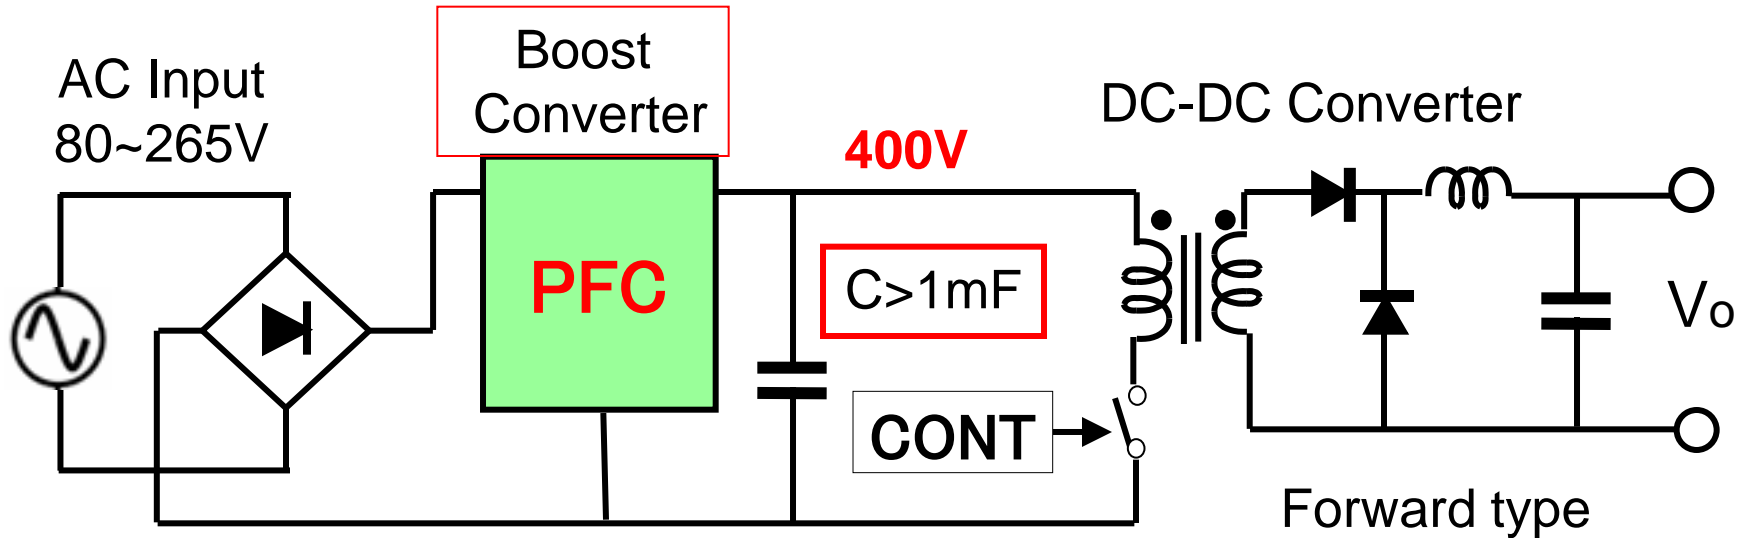 Boost
Converter
AC Input
80~265V
DC-DC Converter
400V
PFC
C>1mF
Vo
CONT
Forward type